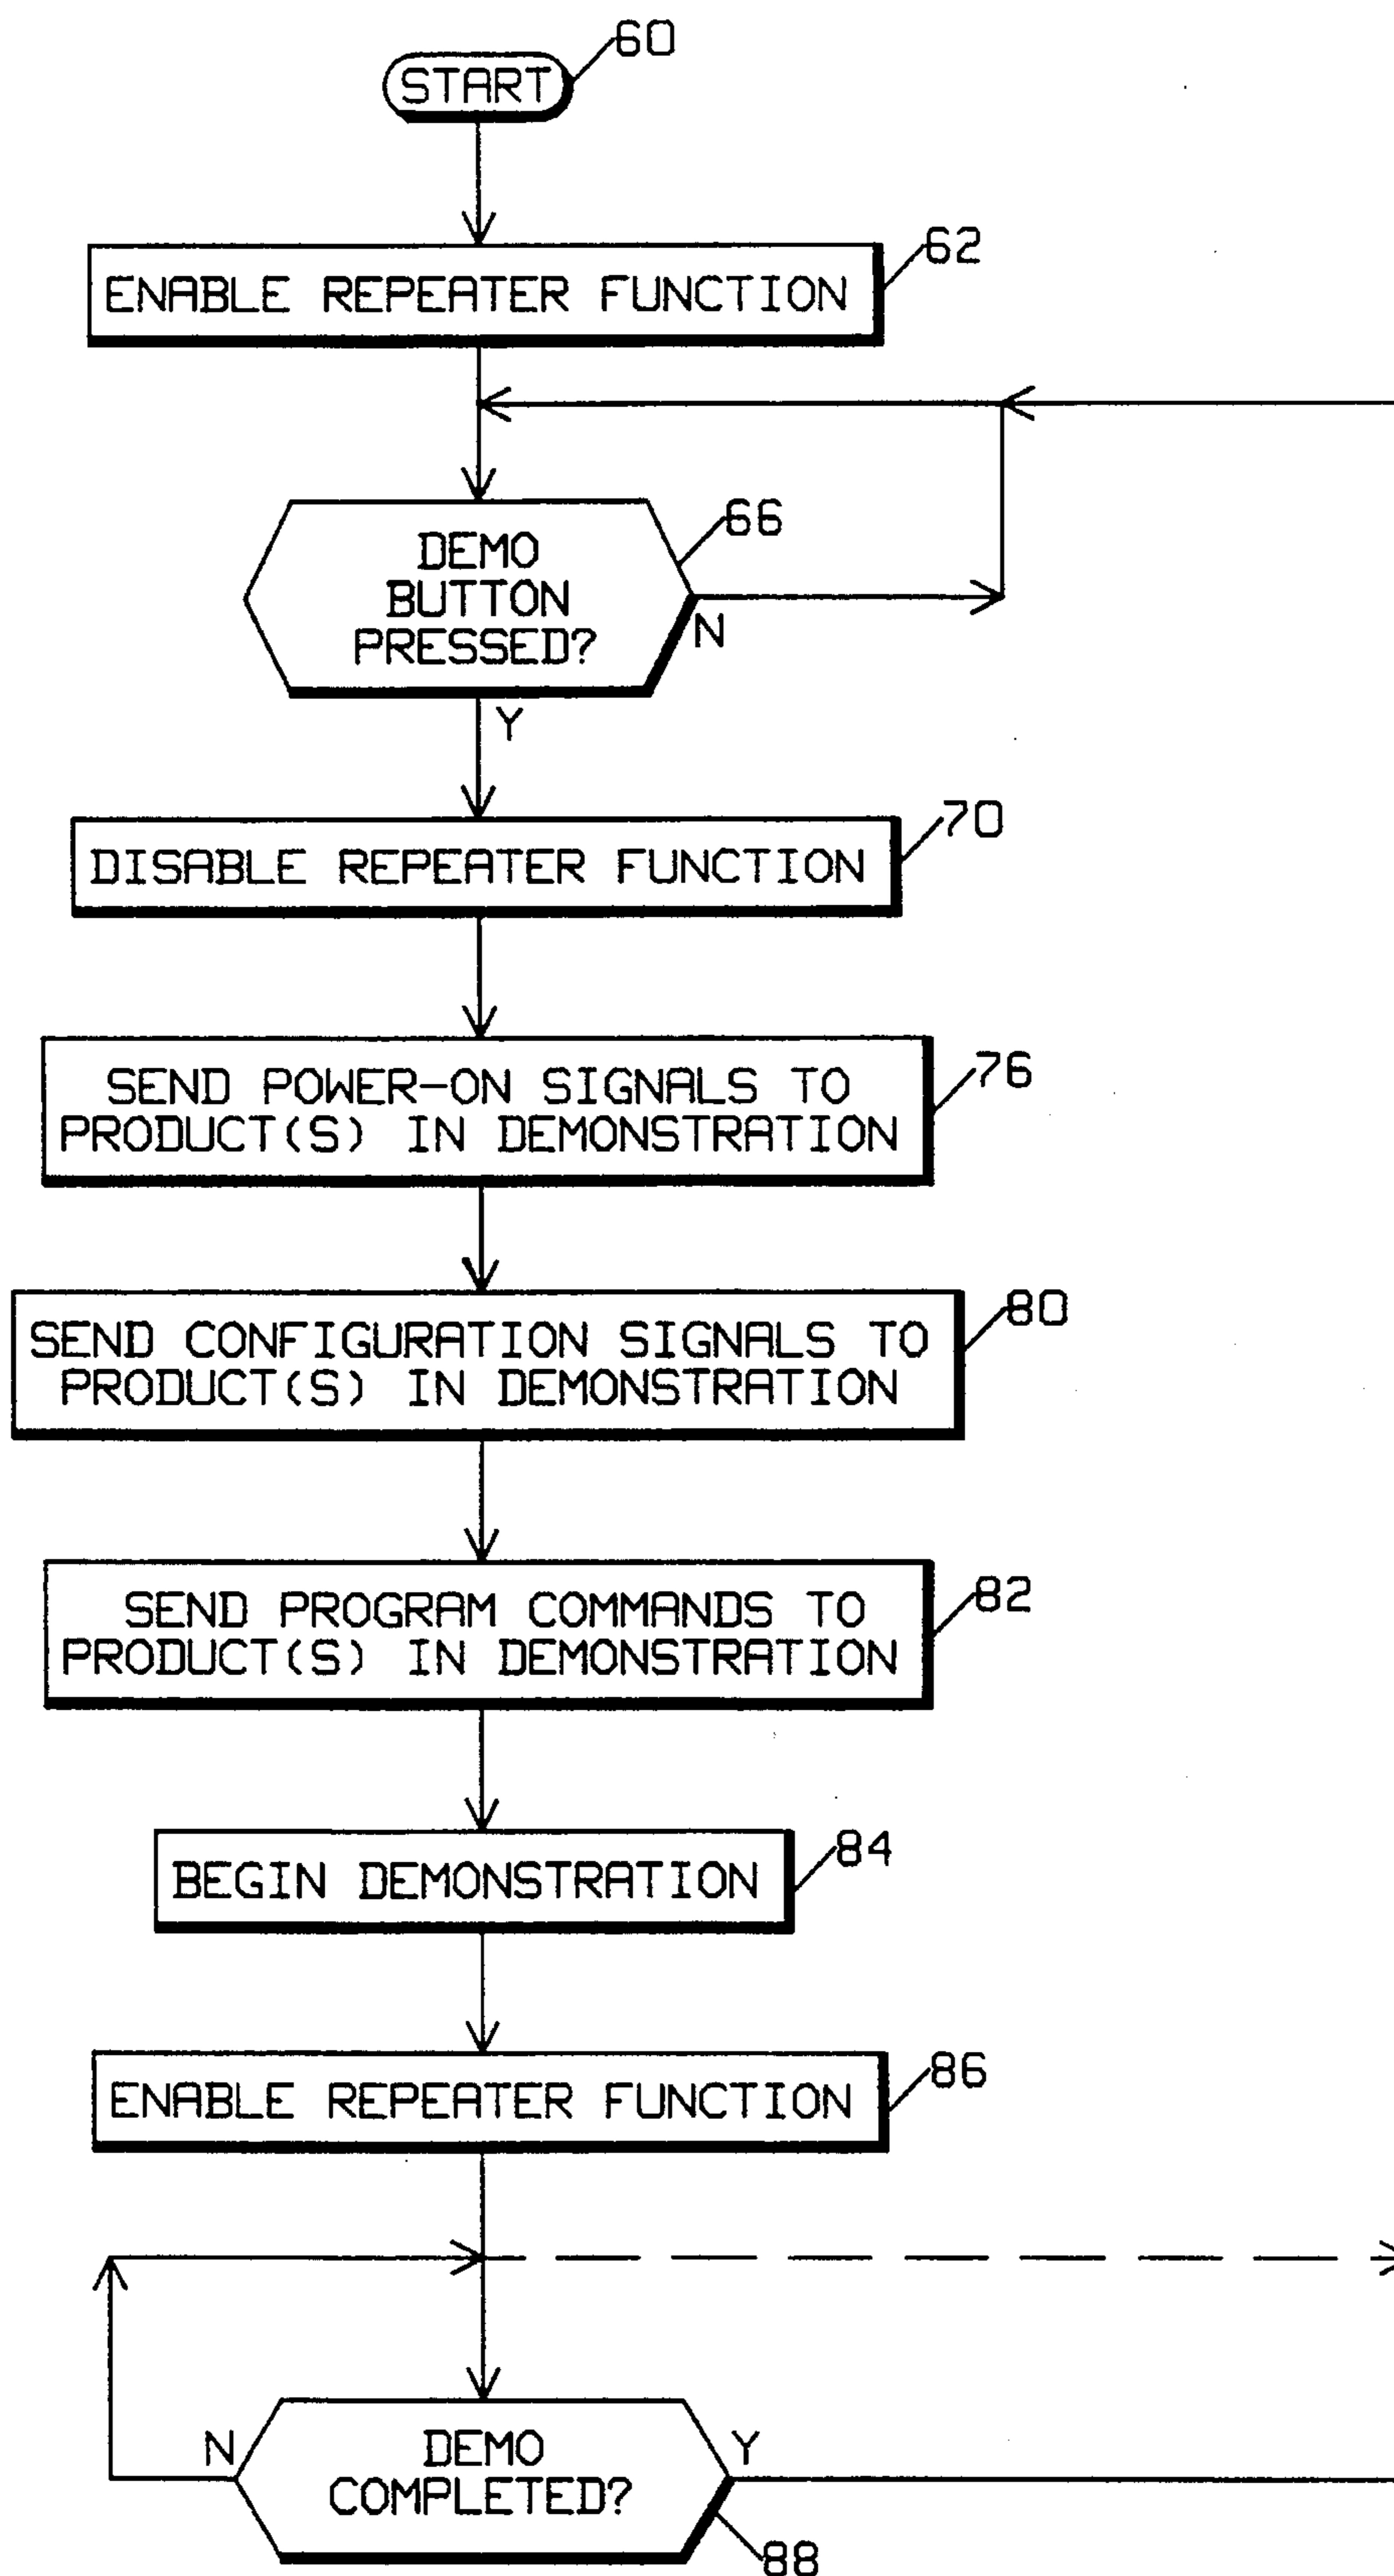 60
START
62
ENABLE REPEATER FUNCTION
66
DEMO
BUTTON
PRESSED?
N
Y
70
DISABLE REPEATER FUNCTION
76
SEND POWER-ON SIGNALS TO
PRODUCT(S) IN DEMONSTRATION
80
SEND CONFIGURATION SIGNALS TO
PRODUCT(S) IN DEMONSTRATION
82
SEND PROGRAM COMMANDS TO
PRODUCT(S) IN DEMONSTRATION
84
BEGIN DEMONSTRATION
86
ENABLE REPEATER FUNCTION
N
DEMO
COMPLETED?
Y
88